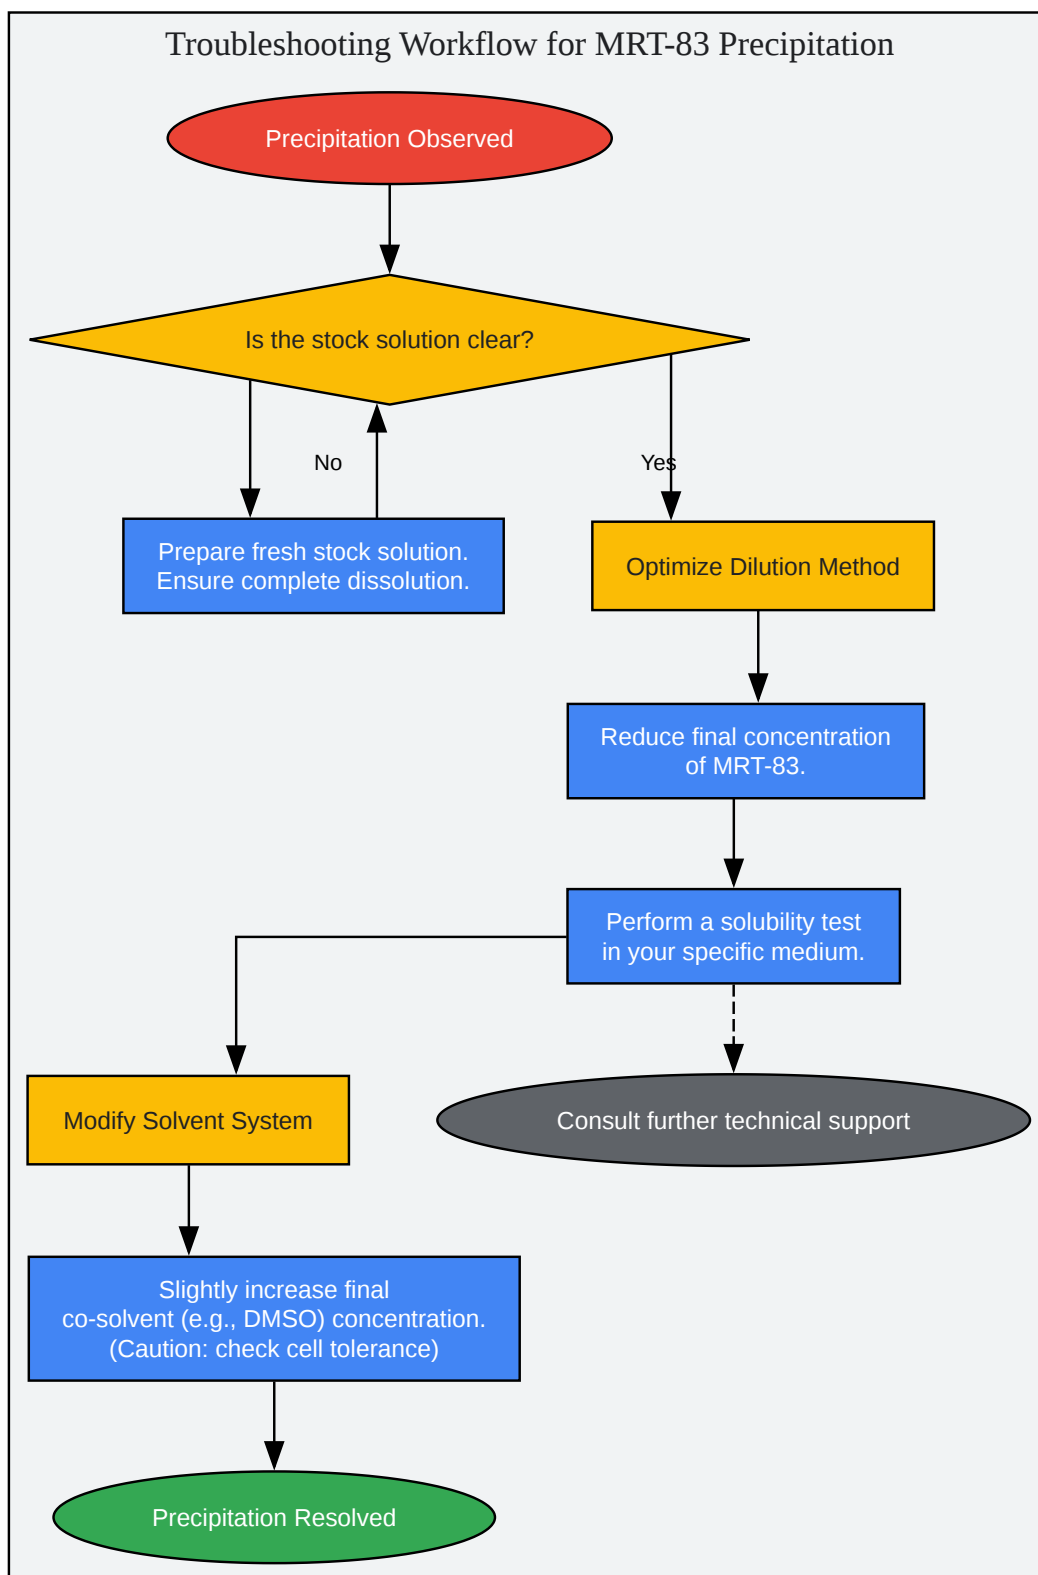 Troubleshooting Workflow for MRT-83 Precipitation
Precipitation Observed
Is the stock solution clear?
No
Yes
Prepare fresh stock solution.
Ensure complete dissolution.
Optimize Dilution Method
Reduce final concentration
of MRT-83.
Perform a solubility test
in your specific medium.
Modify Solvent System
Consult further technical support
Slightly increase final
co-solvent (e.g., DMSO) concentration.
(Caution: check cell tolerance)
Precipitation Resolved